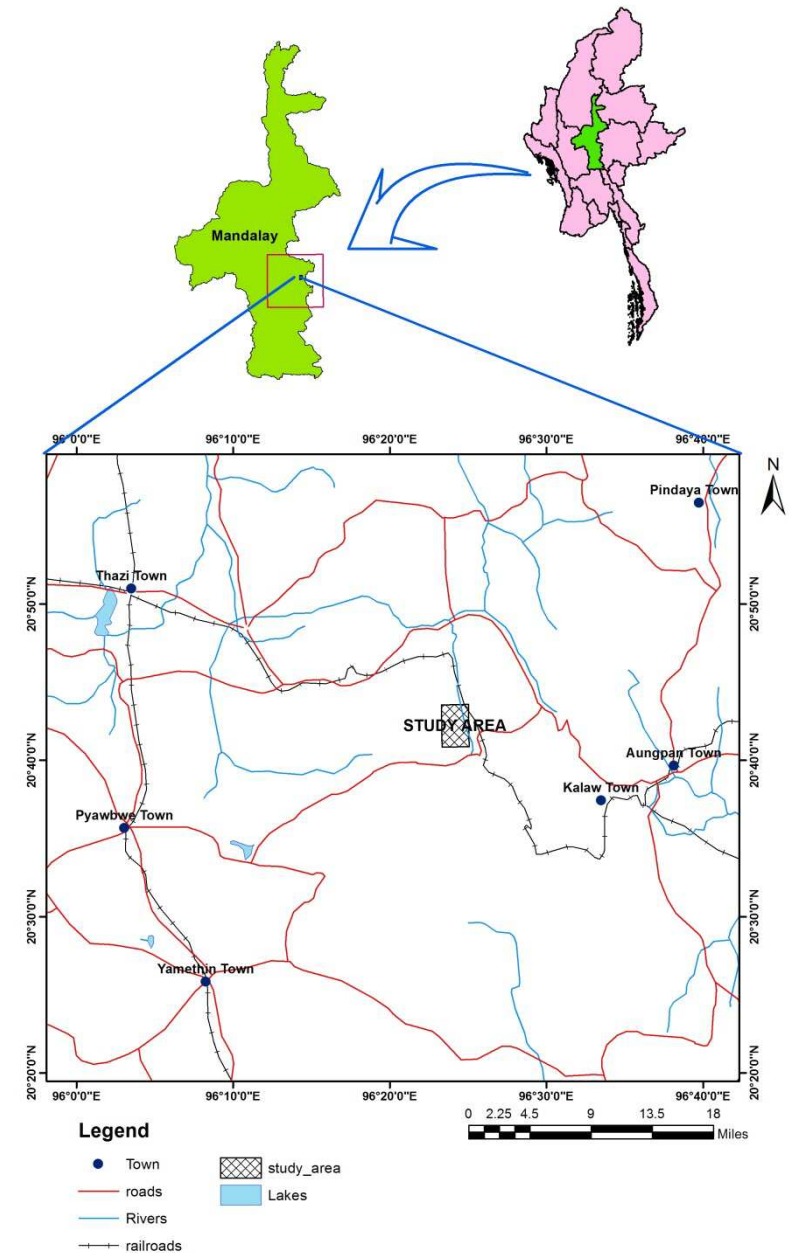 Mandalay
96°0'0"E 96°10'0"E 96°20'0"E 96°30'0"E 96°40'0"E
N
Pindaya Town
Thazi Town
20°50'0"N 20°50'0"N
STUDY AREA
Aungpan Town
20°40'0"N 20°40'0"N
Kalaw Town
Pyawbwe Town
20°30'0"N 20°30'0"N
Yamethin Town
20°20'0"N 20°20'0"N
96°0'0"E 96°10'0"E 96°20'0"E 96°30'0"E 96°40'0"E
0 2.25 4.5 9 13.5 18
Miles
Legend
Town
roads
Rivers
railroads
study_area
Lakes